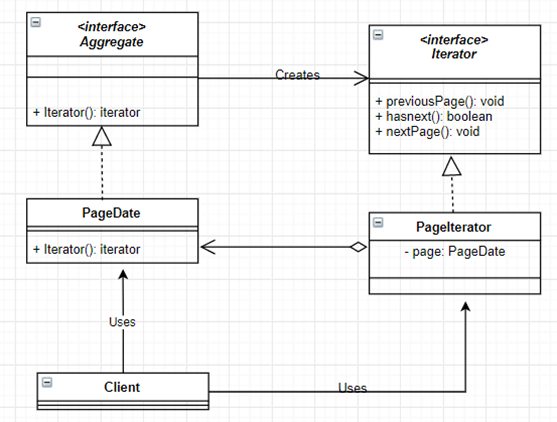 <interface>
Aggregate
+ Iterator(): iterator
Creates
<interface>
Iterator
+ previousPage(): void
+ hasnext(): boolean
+ nextPage(): void
PageDate
+ Iterator(): iterator
PageIterator
- page: PageDate
Uses
Client
Uses